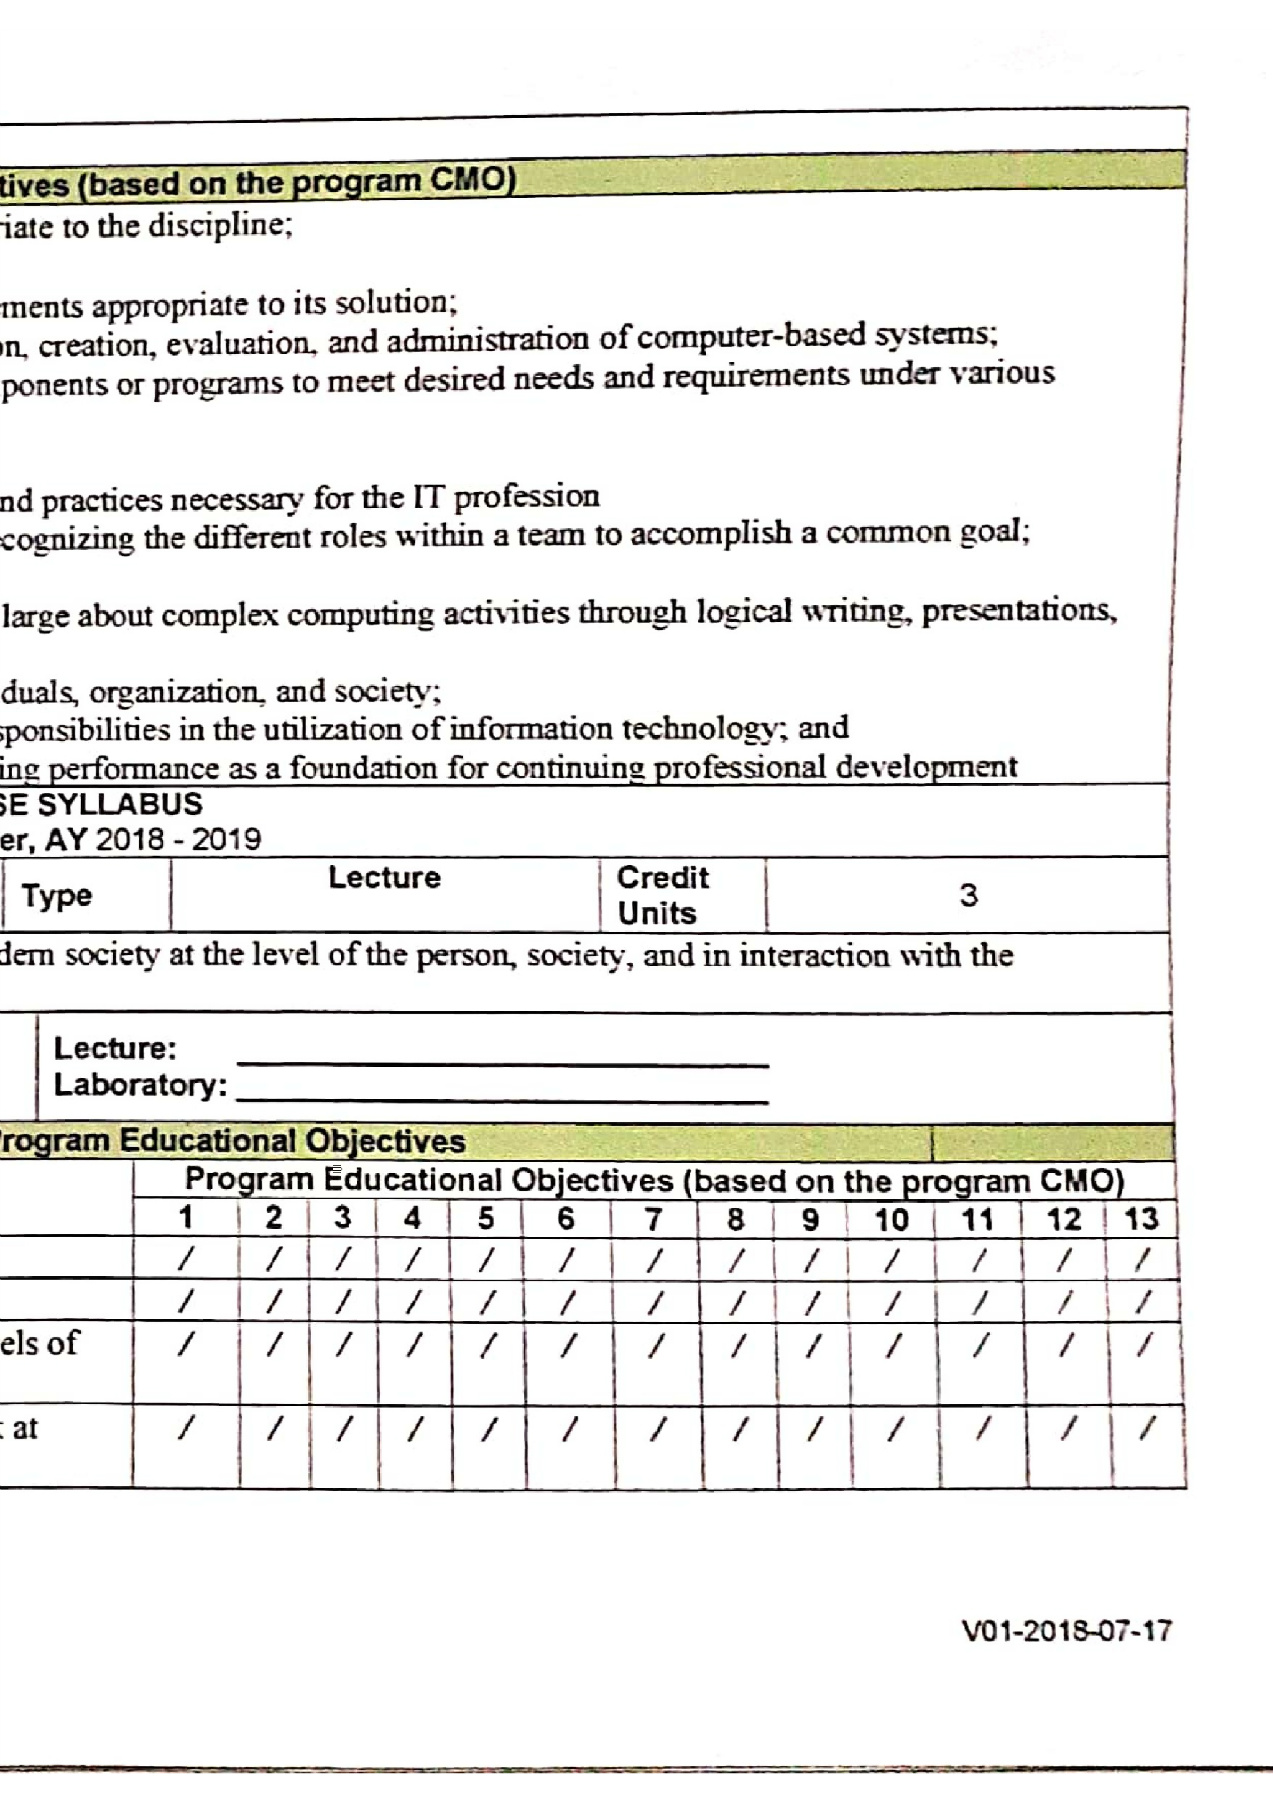 tives (based on the program CMO)
riate to the discipline;
ments appropriate to its solution;
on, creation, evaluation, and administration of computer-based systems;
ponents or programs to meet desired needs and requirements under various
nd practices necessary for the IT profession
cognizing the different roles within a team to accomplish a common goal;
large about complex computing activities through logical writing, presentations,
duals, organization, and society;
sponsibilities in the utilization of information technology; and
ing performance as a foundation for continuing professional development
SE SYLLABUS
er, AY 2018 - 2019
Type Lecture Credit Units 3
dern society at the level of the person, society, and in interaction with the
Lecture:
Laboratory:
rogram Educational Objectives
Program Educational Objectives (based on the program CMO)
1 2 3 4 5 6 7 8 9 10 11 12 13
/ / / / / / / / / / / / /
/ / / / / / / / / / / / /
els of / / / / / / / / / / / / /
at / / / / / / / / / / / / /
V01-2018-07-17